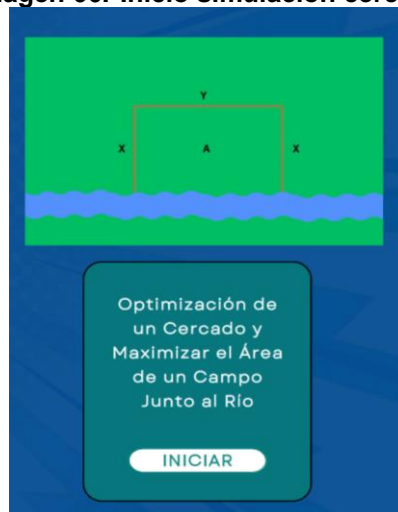 Y
X A X
Optimización de
un Cercado y
Maximizar el Área
de un Campo
Junto al Río
INICIAR